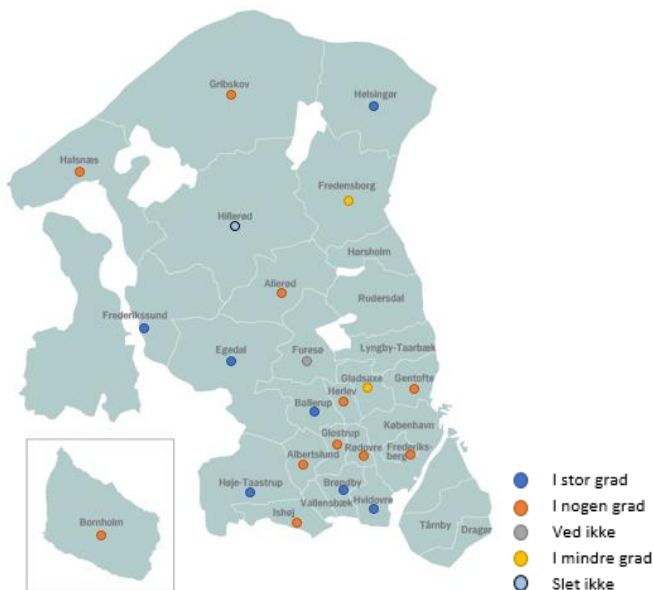 Gribskov
Helsingør
Halsnæs
Fredensborg
Hillerød
Hørsholm
Allerød
Rudersdal
Frederikssund
Egedal
Furesø
Lyngby-Taarbæk
Gladsaxe
Gentofte
Herlev
Ballerup
København
Glostrup
Rødovre
Frederiks-
berg
Albertslund
Høje-Taastrup
Brøndby
Vallensbæk
Hvidovre
Ishøj
Tårnby
Dragør
Bornholm
I stor grad
I nogen grad
Ved ikke
I mindre grad
Slet ikke